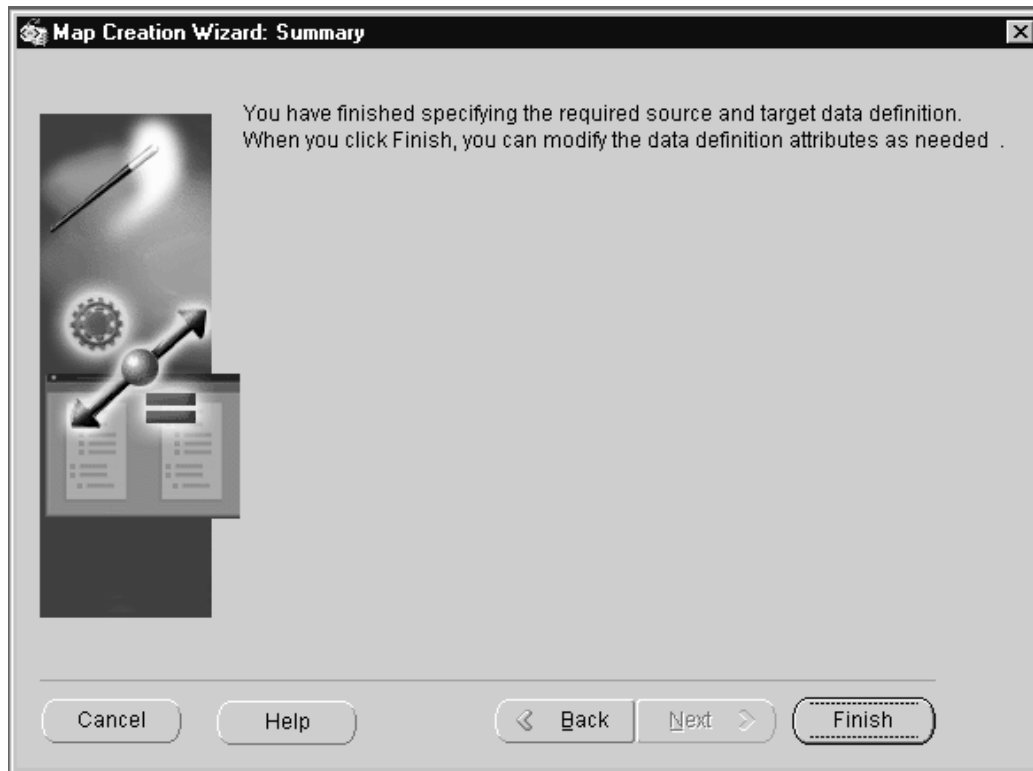 Map Creation Wizard: Summary
You have finished specifying the required source and target data definition.
When you click Finish, you can modify the data definition attributes as needed .
Cancel
Help
Back
Next
Finish